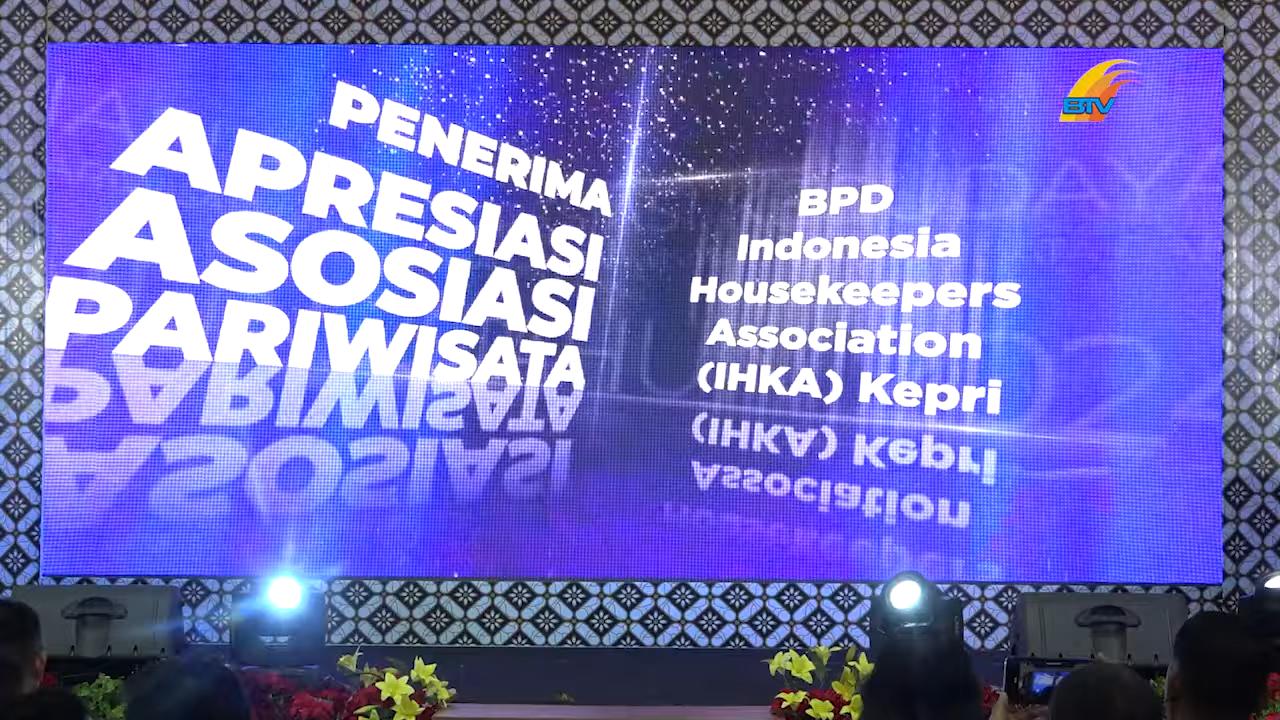 BTV
PENERIMA
APRESIASI
ASOSIASI
PARIWISATA
BPD
Indonesia
Housekeepers
Association
(IHKA) Kepri